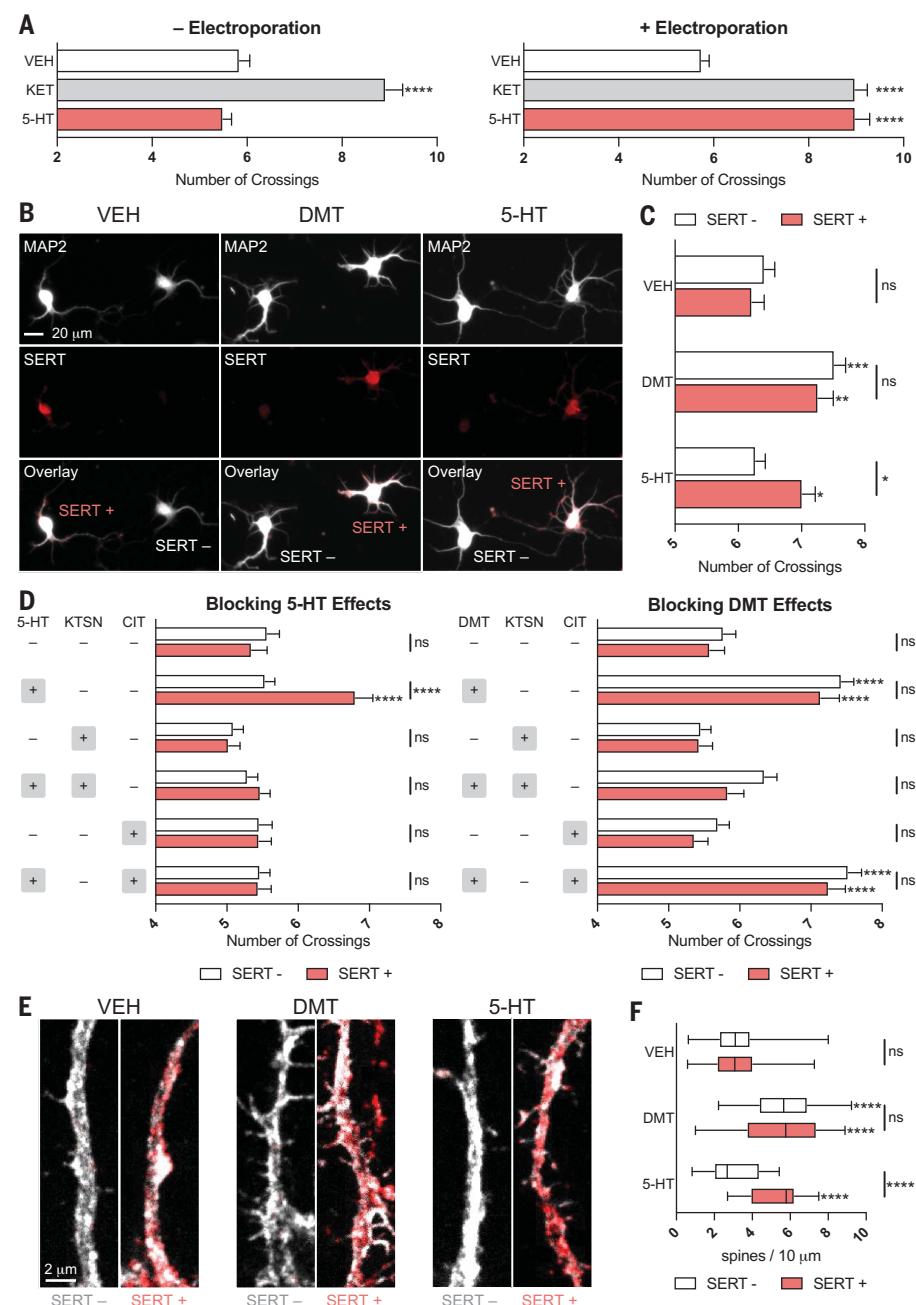 A
– Electroporation
VEH
KET
****
5-HT
2 4 6 8 10
Number of Crossings
+ Electroporation
VEH
KET
****
5-HT
****
2 4 6 8 10
Number of Crossings
B
VEH DMT 5-HT
MAP2 MAP2 MAP2
20 μm
SERT SERT SERT
Overlay Overlay Overlay
SERT +
SERT –
SERT +
SERT –
SERT +
SERT –
C
SERT - SERT +
VEH
ns
DMT
***
**
ns
5-HT
*
*
5 6 7 8
Number of Crossings
D
Blocking 5-HT Effects
5-HT KTSN CIT
– – – ns
+ – – **** ****
– + – ns
+ + – ns
– – + ns
+ – + ns
4 5 6 7 8
Number of Crossings
SERT - SERT +
Blocking DMT Effects
DMT KTSN CIT
– – – ns
+ – – **** **** ns
– + – ns
+ + – ns
– – + ns
+ – + **** **** ns
4 5 6 7 8
Number of Crossings
SERT - SERT +
E
VEH DMT 5-HT
2 μm
SERT – SERT + SERT – SERT + SERT – SERT +
F
VEH
ns
DMT
****
****
ns
5-HT
****
****
0 2 4 6 8 10
spines / 10 μm
SERT - SERT +